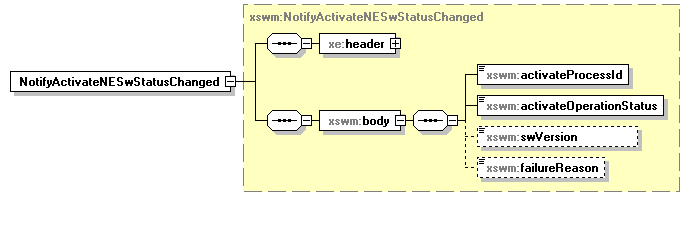 xswm:NotifyActivateNESwStatusChanged
xe:header
NotifyActivateNESwStatusChanged
xswm:activateProcessId
xswm:activateOperationStatus
xswm:body
xswm:swVersion
xswm:failureReason